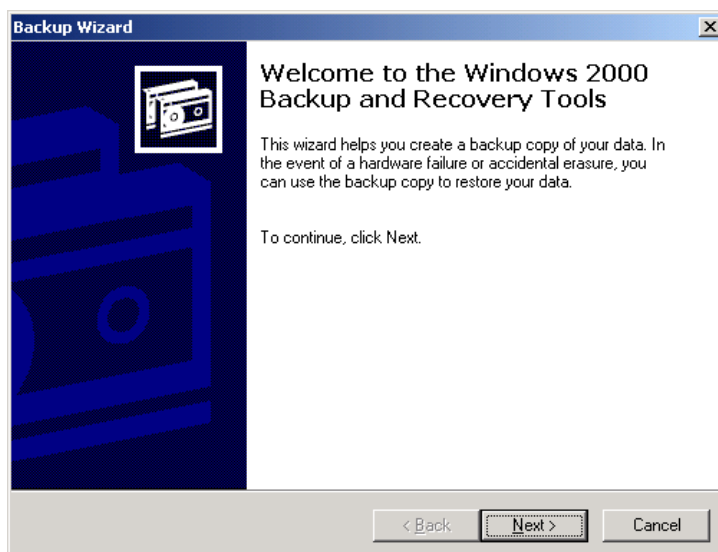 Backup Wizard
Welcome to the Windows 2000
Backup and Recovery Tools
This wizard helps you create a backup copy of your data. In
the event of a hardware failure or accidental erasure, you
can use the backup copy to restore your data.
To continue, click Next.
< Back
Next >
Cancel